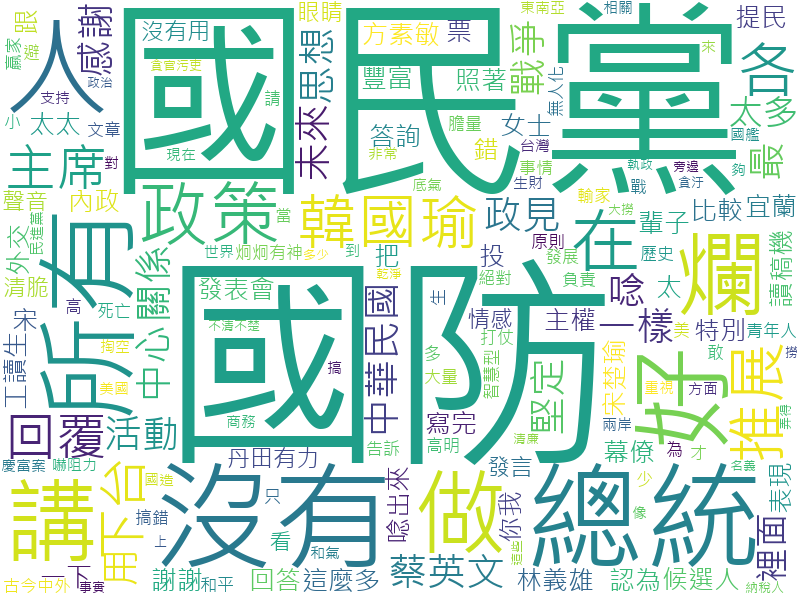 國民黨
國防
人
感謝
跟
贏家
沒有用
眼睛
方素敏
票
東南亞
相關
提民
各
來
政治
貪官污吏
支持
請
思想
未來
豐富
照著
戰爭
無人化
太多
國艦
台灣
小
太太
文章
答詢
膽量
女士
錯
事情
執政
旁邊
夠
最
主席
對
現在
非常
底氣
生財
戰
貪汙
聲音
內政
政策
韓國瑜
政見
輸家
大撈
輩子
比較
宜蘭
外交
民進黨
當
在
原則
歷史
讀稿機
所有
關係
中心
世界
炯炯有神
到
多少
把
投
發展
爛
清脆
發表會
乾淨
絕對
負責
太
唸
高
死亡
中華民國
生
情感
主權
一樣
特別
美
青年人
宋
掏空
不清不楚
搞
多
打仗
智慧型
宋楚瑜
敢
撈
工讀生
美國
大量
堅定
重視
方面
推展
好
回覆
活動
商務
告訴
寫完
高明
清廉
兩岸
為
才
慶富案
嚇阻力
用下台
丹田有力
唸出來
發言
幕僚
名義
講
國造
搞錯
沒有
只
看
做
你我
總統
少
表現
像
上
和氣
裡面
古今中外
一下
事實
謝謝
和平
回答
這麼多
蔡英文
林義雄
認為
候選人
納稅人